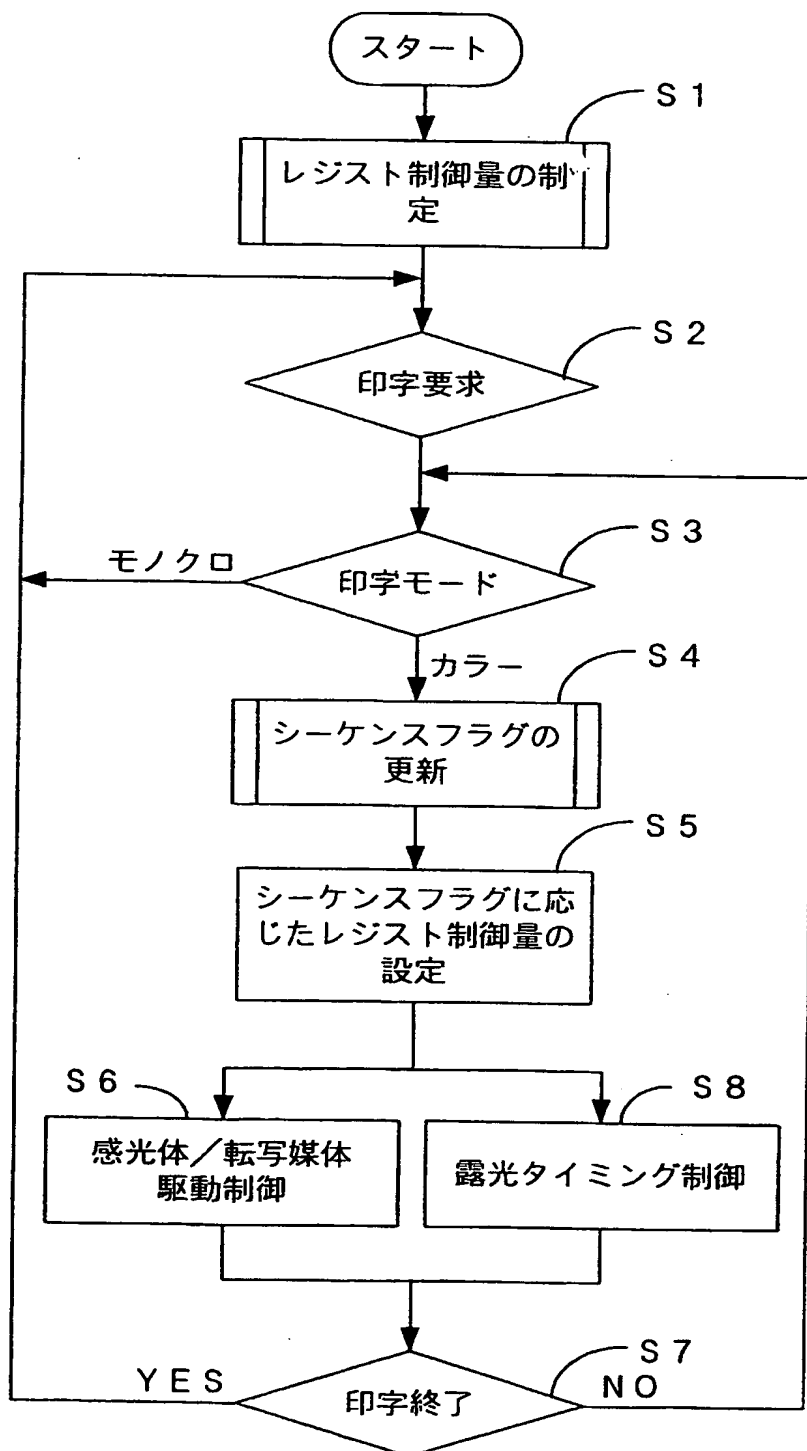 スタート
S1
レジスト制御量の制
定
S2
印字要求
S3
モノクロ
印字モード
カラー
S4
シーケンスフラグの
更新
S5
シーケンスフラグに応
じたレジスト制御量の
設定
S6
感光体／転写媒体
駆動制御
S8
露光タイミング制御
S7
YES
印字終了
NO